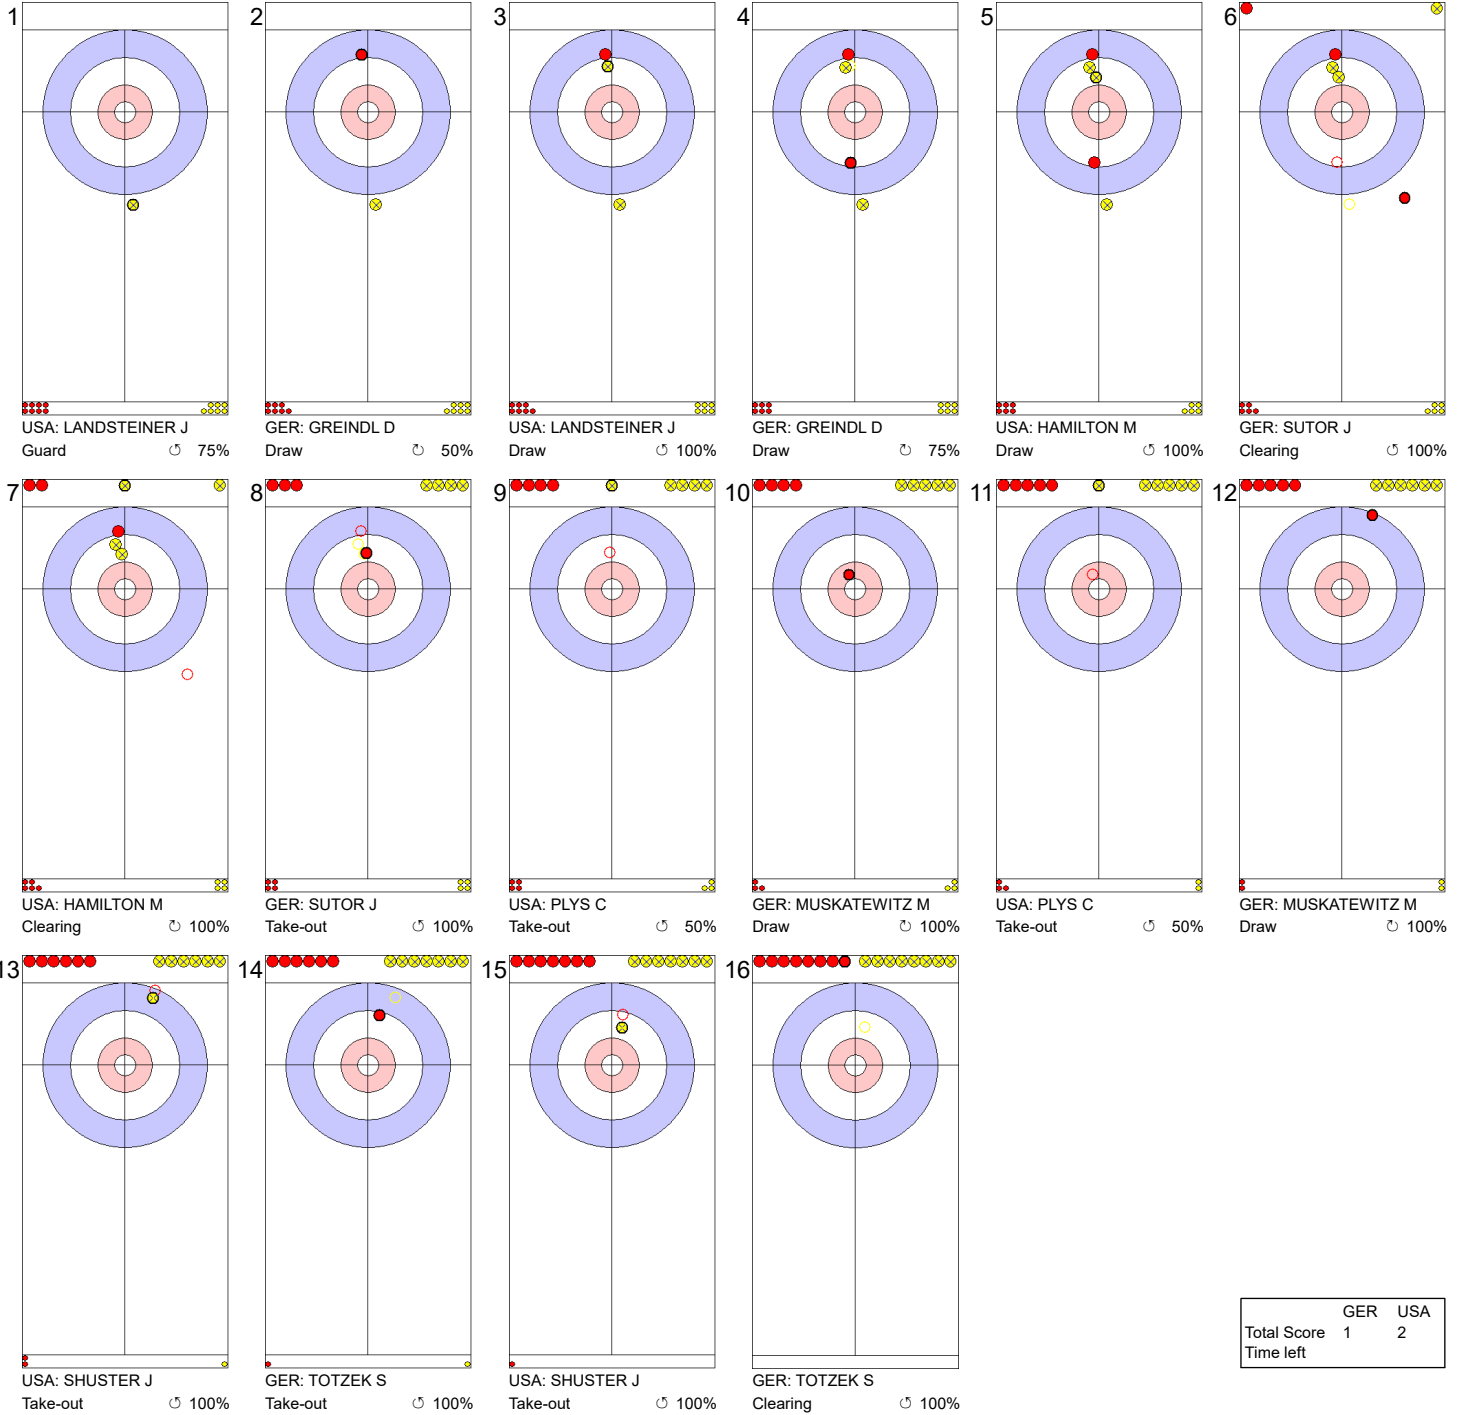 1 2 3 4 5 6
USA: LANDSTEINER J GER: GREINDL D USA: LANDSTEINER J GER: GREINDL D USA: HAMILTON M GER: SUTOR J
Guard ↺ 75% Draw ↻ 50% Draw ↺ 100% Draw ↻ 75% Draw ↺ 100% Clearing ↺ 100%
7 8 9 10 11 12
USA: HAMILTON M GER: SUTOR J USA: PLYS C GER: MUSKATEWITZ M USA: PLYS C GER: MUSKATEWITZ M
Clearing ↻ 100% Take-out ↺ 100% Take-out ↺ 50% Draw ↻ 100% Take-out ↺ 50% Draw ↻ 100%
13 14 15 16
USA: SHUSTER J GER: TOTZEK S USA: SHUSTER J GER: TOTZEK S
Take-out ↺ 100% Take-out ↺ 100% Take-out ↺ 100% Clearing ↺ 100%
GER USA
Total Score 1 2
Time left